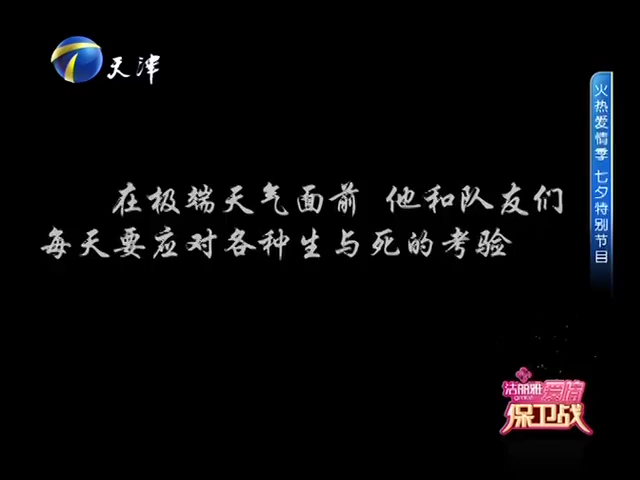 天津
火热爱情季 七夕特别节目
在极端天气面前 他和队友们
每天要应对各种生与死的考验
洁丽雅 爱情
保卫战